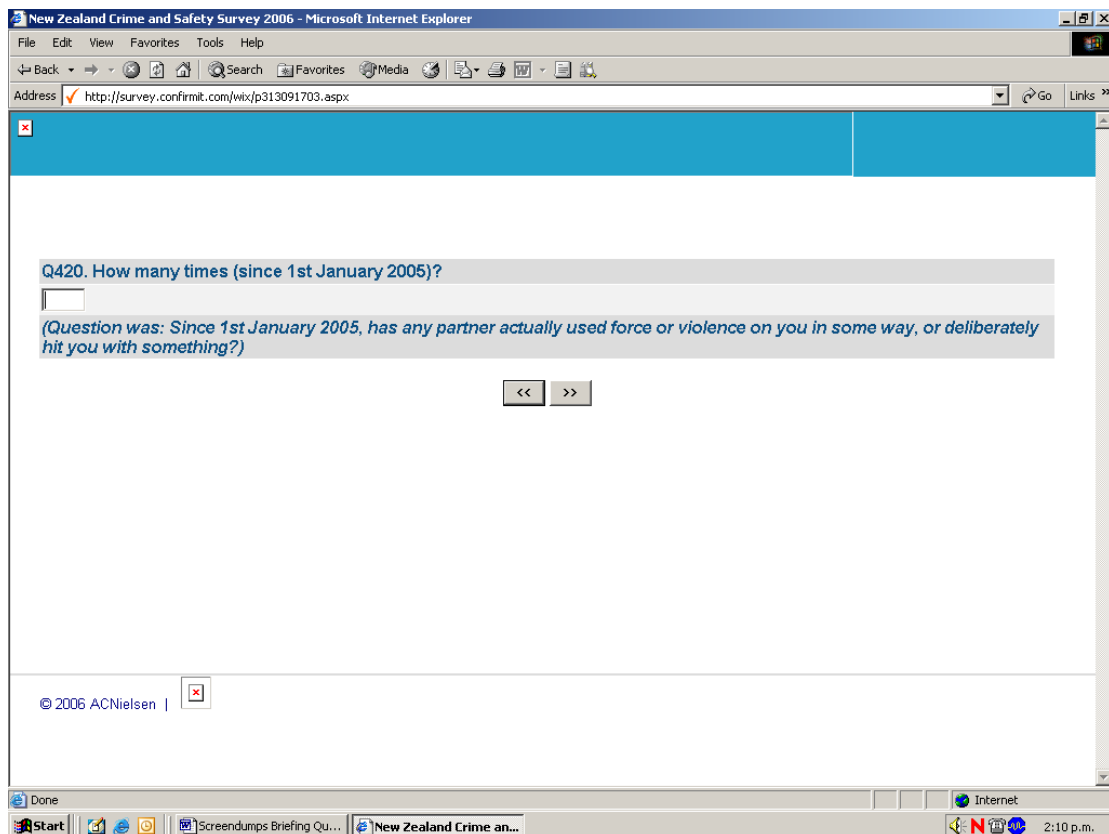 New Zealand Crime and Safety Survey 2006 - Microsoft Internet Explorer
File Edit View Favorites Tools Help
Back Search Favorites Media
Address http://survey.confirmit.com/wix/p313091703.aspx Go Links »
Q420. How many times (since 1st January 2005)?
(Question was: Since 1st January 2005, has any partner actually used force or violence on you in some way, or deliberately
hit you with something?)
<< >>
© 2006 ACNielsen |
Done Internet
Start Screendumps Briefing Qu... New Zealand Crime an... 2:10 p.m.